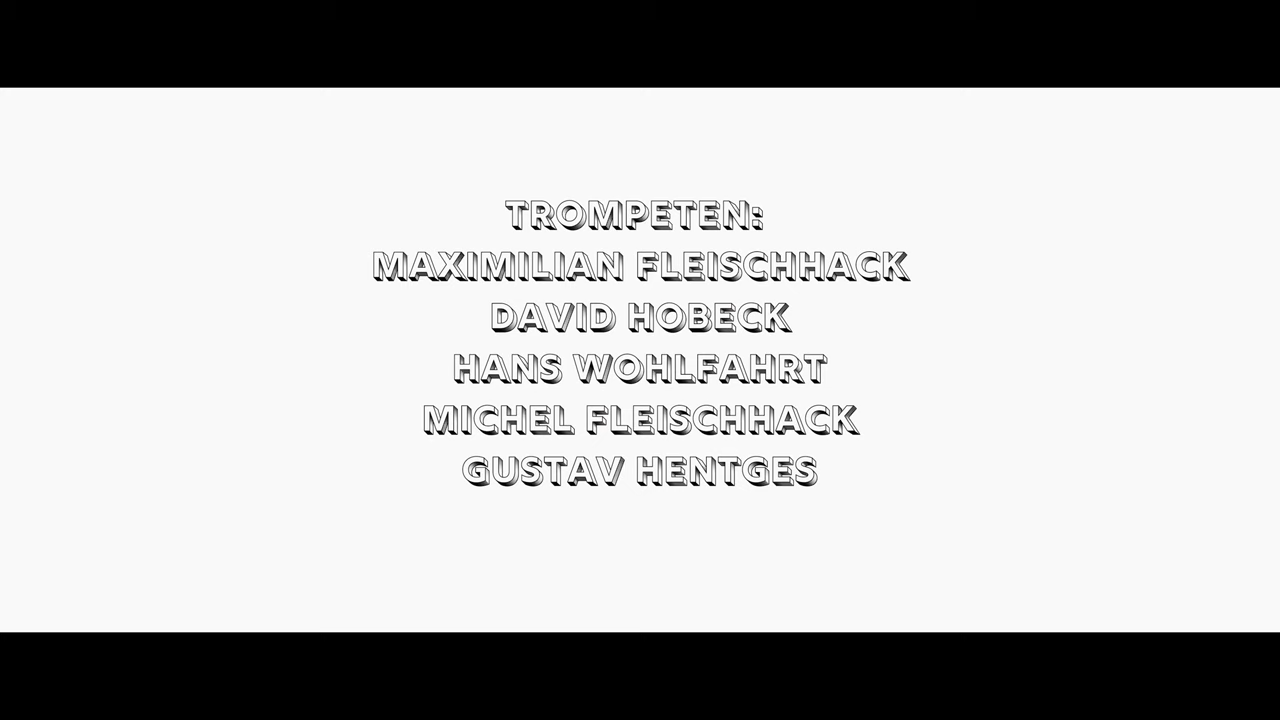 TROMPETEN:
MAXIMILIAN FLEISCHHACK
DAVID HOBECK
HANS WOHLFAHRT
MICHEL FLEISCHHACK
GUSTAV HENTGES